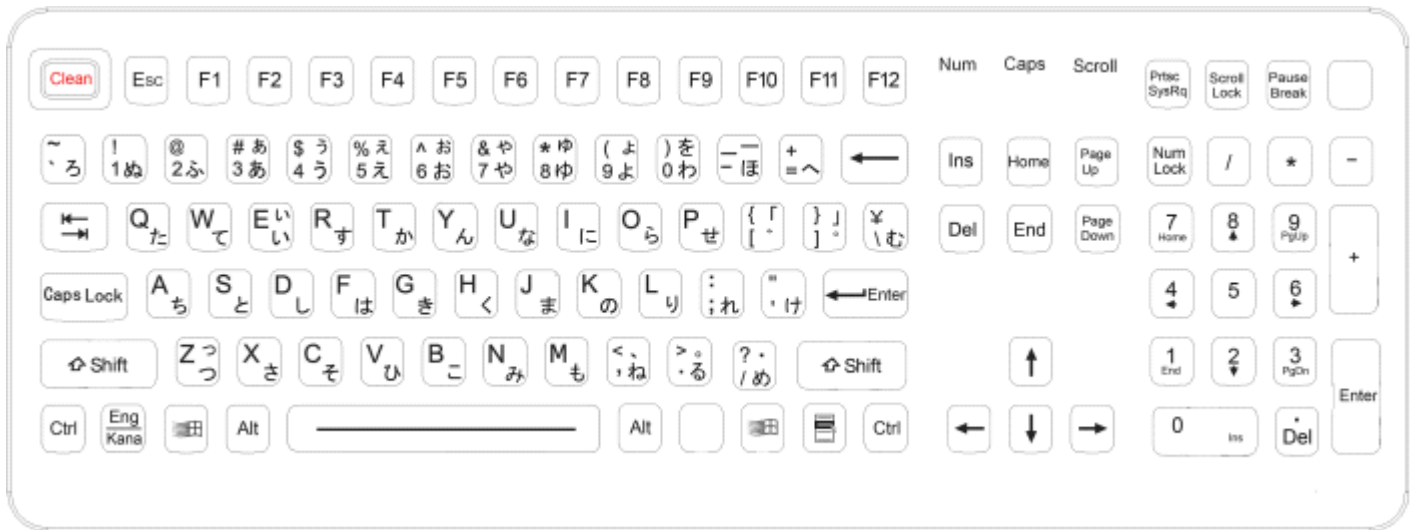 Clean Esc F1 F2 F3 F4 F5 F6 F7 F8 F9 F10 F11 F12 Num Caps Scroll Prtsc SysRq Scroll Lock Pause Break
~ ` ろ ! 1 ぬ @ 2 ふ # あ 3 あ $ う 4 う % え 5 え ^ お 6 お & や 7 や * ゆ 8 ゆ ( よ 9 よ ) を 0 わ _ ー - ほ + = へ ← Ins Home Page Up Num Lock / * -
Q た W て E い い R す T か Y ん U な I に O ら P せ { 「 [ ゛ } 」 ] ゜ ¥ \ む Del End Page Down 7 Home 8 9 PgUp +
Caps Lock A ち S と D し F は G き H く J ま K の L り : ; れ " ' け Enter 4 5 6
Shift Z っ つ X さ C そ V ひ B こ N み M も < 、 , ね > 。 . る ? ・ / め Shift ↑ 1 End 2 3 PgDn Enter
Ctrl Eng Kana Alt Alt Ctrl ← ↓ → 0 Ins . Del